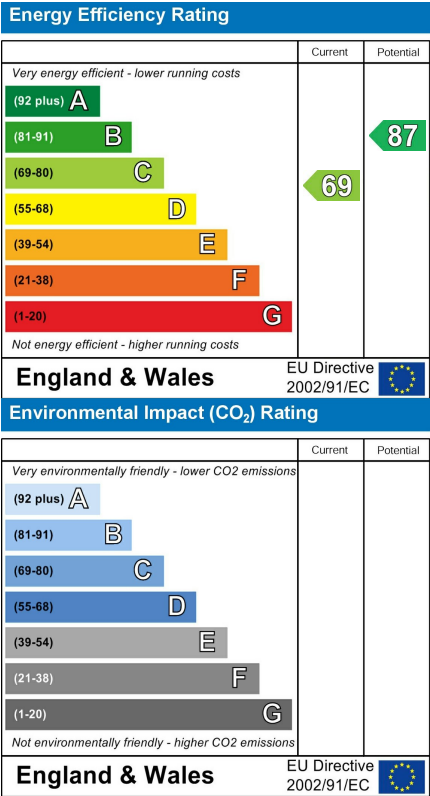 Energy Efficiency Rating
Current Potential
Very energy efficient - lower running costs
(92 plus) A
(81-91) B
87
(69-80) C
69
(55-68) D
(39-54) E
(21-38) F
(1-20) G
Not energy efficient - higher running costs
England & Wales
EU Directive
2002/91/EC
Environmental Impact (CO₂) Rating
Current Potential
Very environmentally friendly - lower CO2 emissions
(92 plus) A
(81-91) B
(69-80) C
(55-68) D
(39-54) E
(21-38) F
(1-20) G
Not environmentally friendly - higher CO2 emissions
England & Wales
EU Directive
2002/91/EC